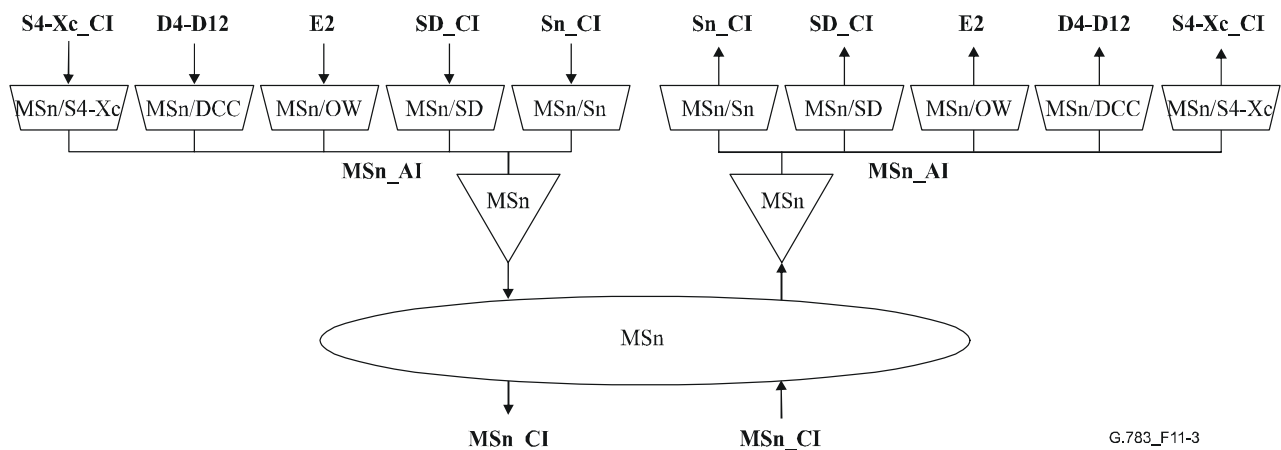 S4-Xc_CI D4-D12 E2 SD_CI Sn_CI Sn_CI SD_CI E2 D4-D12 S4-Xc_CI
MSn/S4-Xc MSn/DCC MSn/OW MSn/SD MSn/Sn MSn/Sn MSn/SD MSn/OW MSn/DCC MSn/S4-Xc
MSn_AI MSn_AI
MSn MSn
MSn
MSn_CI MSn_CI
G.783_F11-3